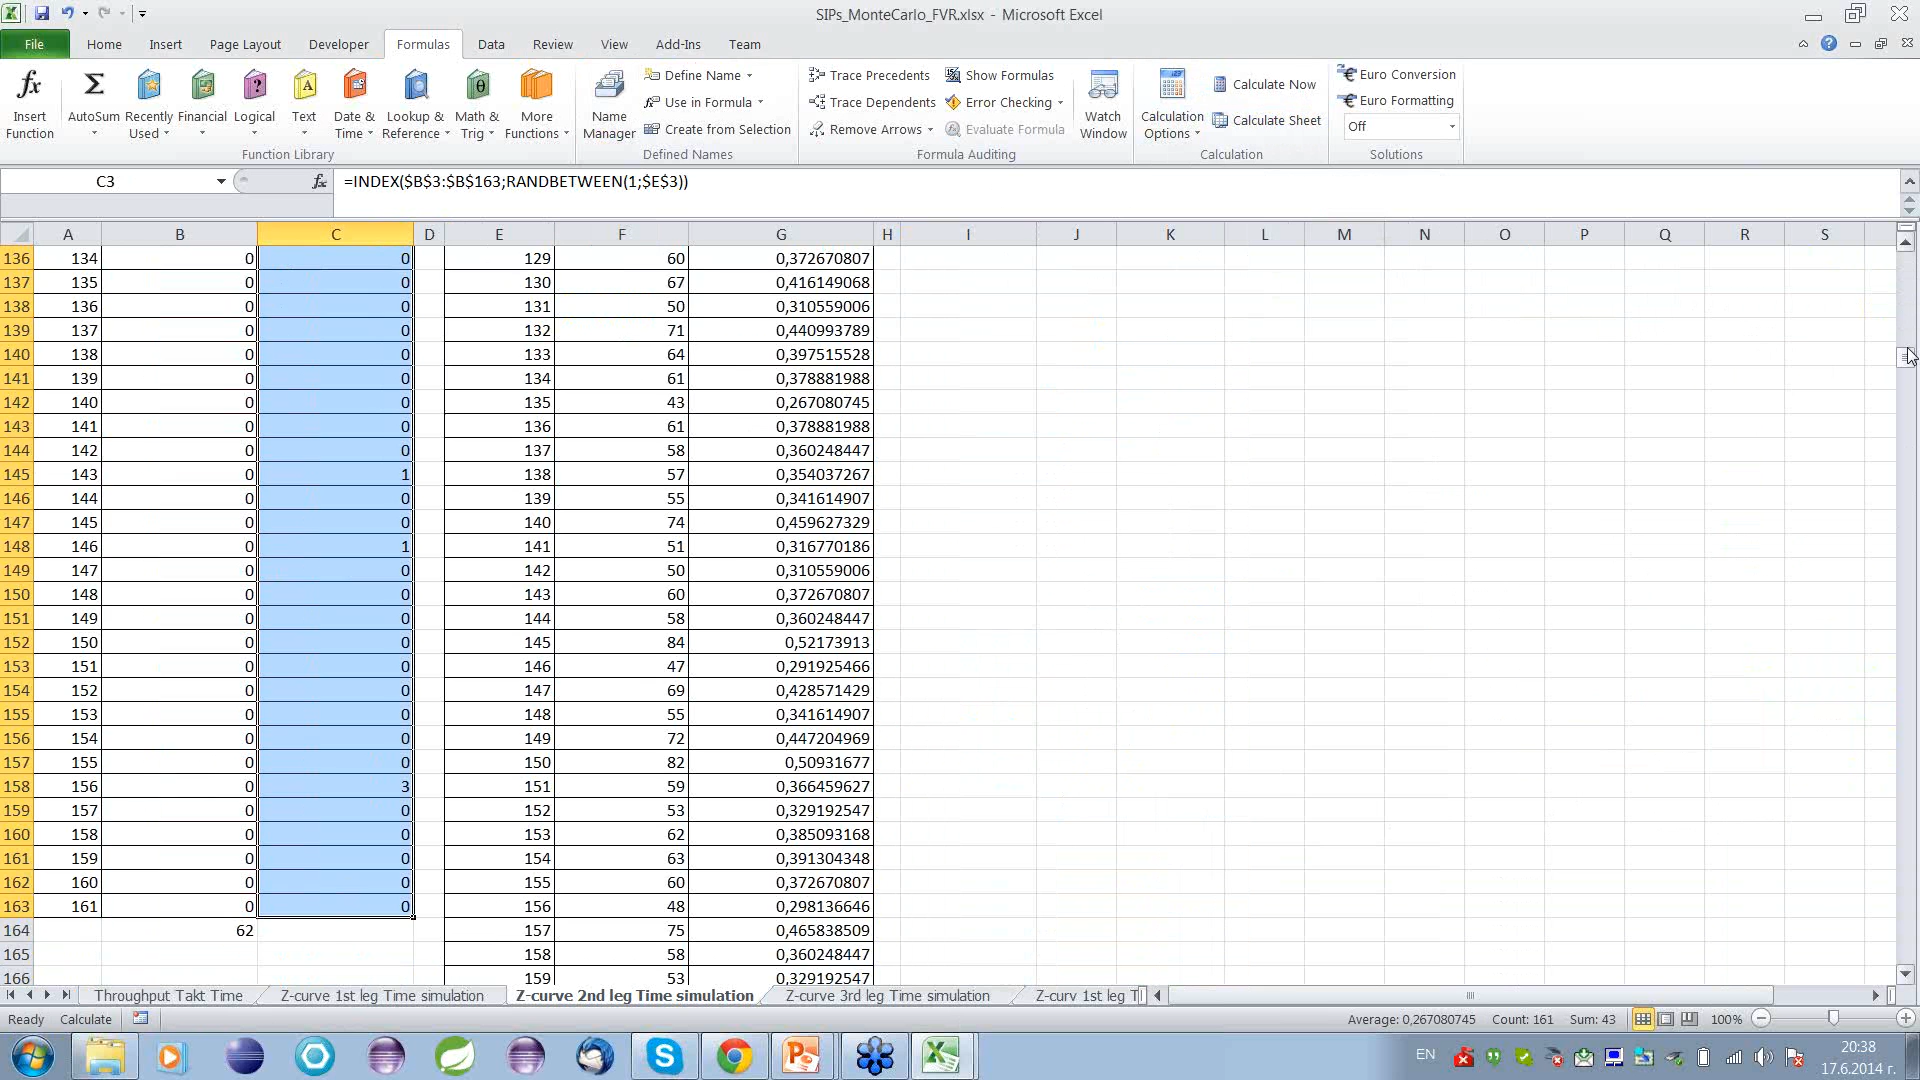 SIPs_MonteCarlo_FVR.xlsx - Microsoft Excel
File Home Insert Page Layout Developer Formulas Data Review View Add-Ins Team
Insert Function
AutoSum
Recently Used
Financial
Logical
Text
Date & Time
Lookup & Reference
Math & Trig
More Functions
Function Library
Name Manager
Define Name
Use in Formula
Create from Selection
Defined Names
Trace Precedents
Trace Dependents
Remove Arrows
Show Formulas
Error Checking
Evaluate Formula
Formula Auditing
Watch Window
Calculation Options
Calculate Now
Calculate Sheet
Calculation
Euro Conversion
Euro Formatting
Off
Solutions
C3 fx =INDEX($B$3:$B$163;RANDBETWEEN(1;$E$3))
A B C D E F G H I J K L M N O P Q R S
136 134 0 0 129 60 0,372670807
137 135 0 0 130 67 0,416149068
138 136 0 0 131 50 0,310559006
139 137 0 0 132 71 0,440993789
140 138 0 0 133 64 0,397515528
141 139 0 0 134 61 0,378881988
142 140 0 0 135 43 0,267080745
143 141 0 0 136 61 0,378881988
144 142 0 0 137 58 0,360248447
145 143 0 1 138 57 0,354037267
146 144 0 0 139 55 0,341614907
147 145 0 0 140 74 0,459627329
148 146 0 1 141 51 0,316770186
149 147 0 0 142 50 0,310559006
150 148 0 0 143 60 0,372670807
151 149 0 0 144 58 0,360248447
152 150 0 0 145 84 0,52173913
153 151 0 0 146 47 0,291925466
154 152 0 0 147 69 0,428571429
155 153 0 0 148 55 0,341614907
156 154 0 0 149 72 0,447204969
157 155 0 0 150 82 0,50931677
158 156 0 3 151 59 0,366459627
159 157 0 0 152 53 0,329192547
160 158 0 0 153 62 0,385093168
161 159 0 0 154 63 0,391304348
162 160 0 0 155 60 0,372670807
163 161 0 0 156 48 0,298136646
164 62 157 75 0,465838509
165 158 58 0,360248447
166 159 53 0,329192547
Throughput Takt Time Z-curve 1st leg Time simulation Z-curve 2nd leg Time simulation Z-curve 3rd leg Time simulation Z-curv 1st leg T
Ready Calculate Average: 0,267080745 Count: 161 Sum: 43 100%
EN 20:38
17.6.2014 г.